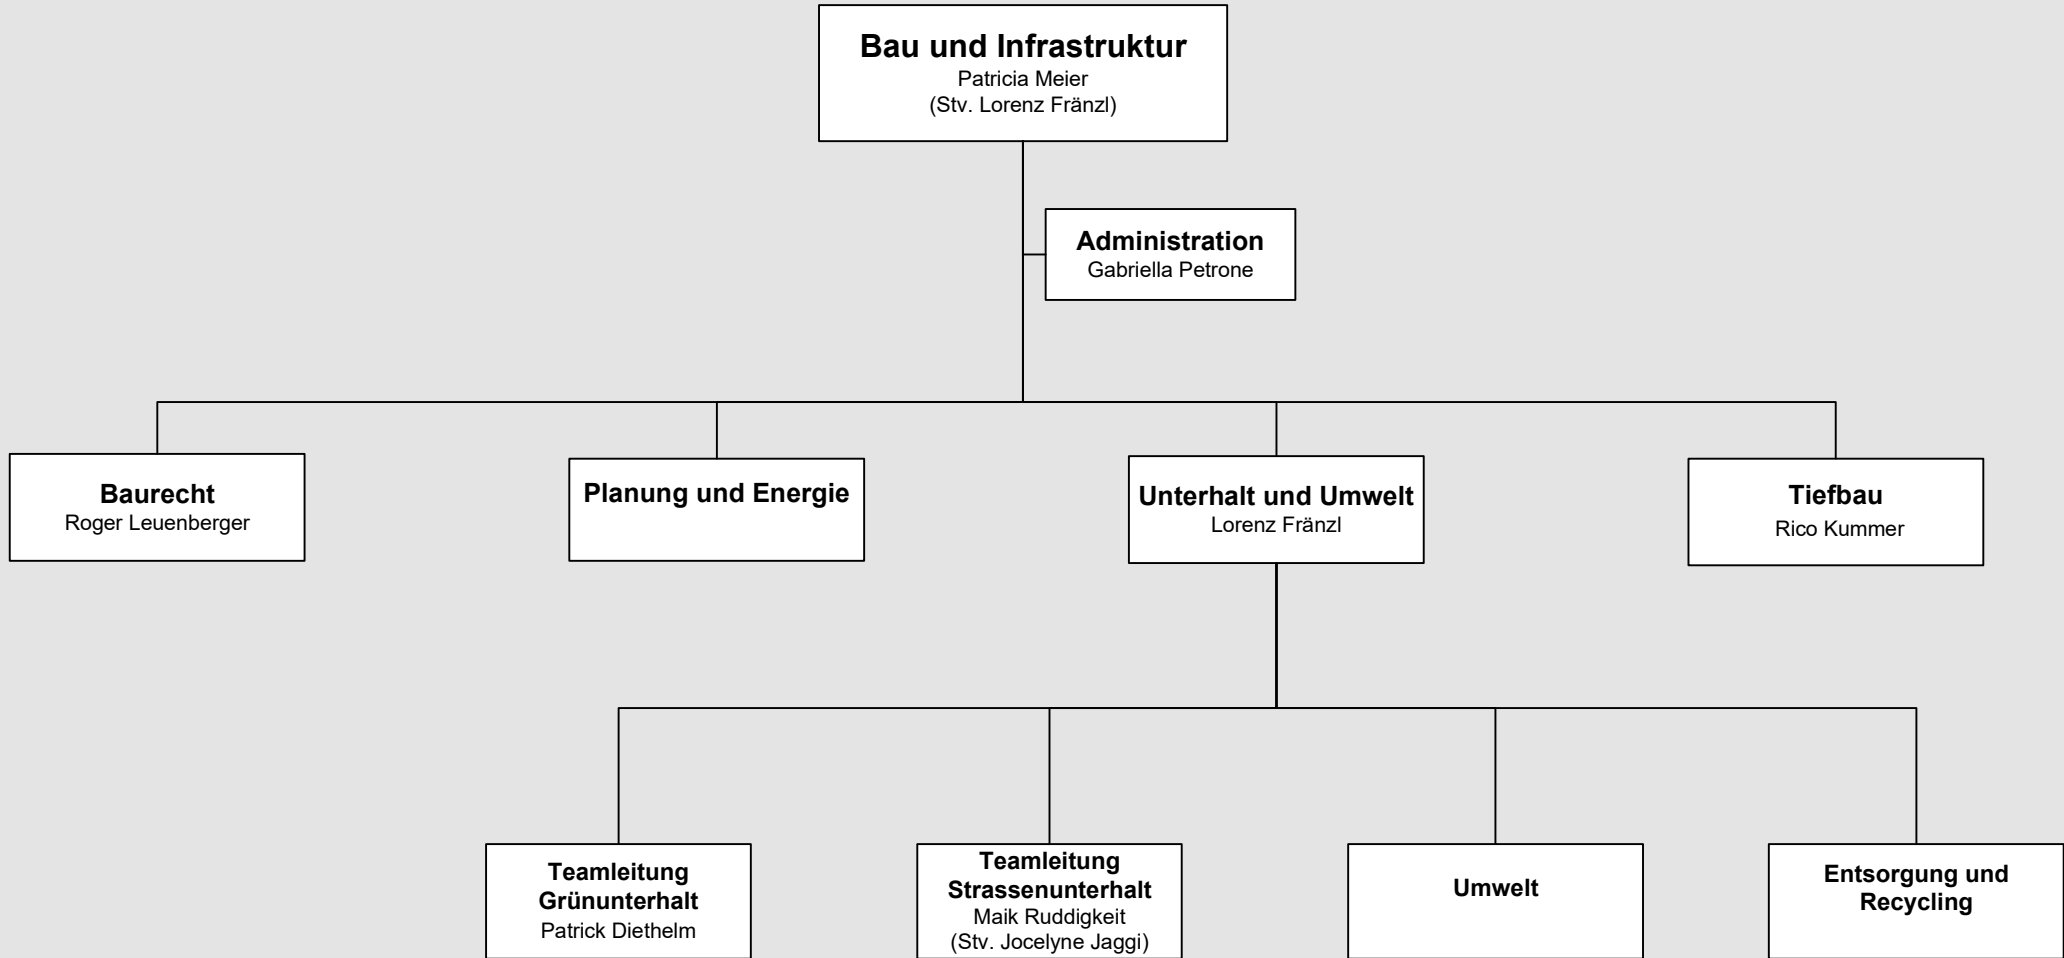 Bau und Infrastruktur
Patricia Meier
(Stv. Lorenz Fränzl)
Administration
Gabriella Petrone
Baurecht
Roger Leuenberger
Planung und Energie
Unterhalt und Umwelt
Lorenz Fränzl
Tiefbau
Rico Kummer
Teamleitung
Grünunterhalt
Patrick Diethelm
Teamleitung
Strassenunterhalt
Maik Ruddigkeit
(Stv. Jocelyne Jaggi)
Umwelt
Entsorgung und
Recycling